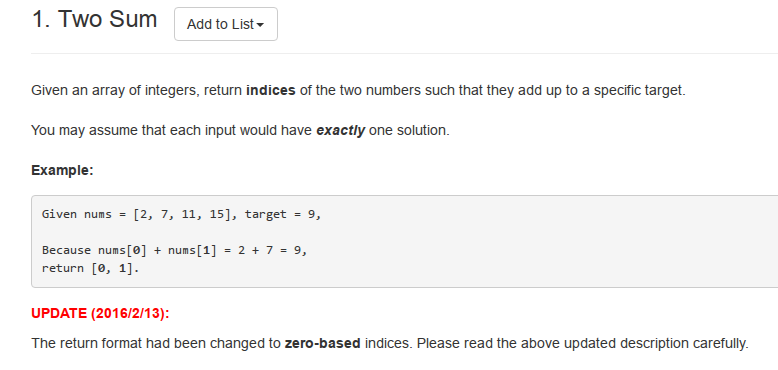 1. Two Sum
Add to List
Given an array of integers, return indices of the two numbers such that they add up to a specific target.
You may assume that each input would have exactly one solution.
Example:
Given nums = [2, 7, 11, 15], target = 9,
Because nums[0] + nums[1] = 2 + 7 = 9,
return [0, 1].
UPDATE (2016/2/13):
The return format had been changed to zero-based indices. Please read the above updated description carefully.